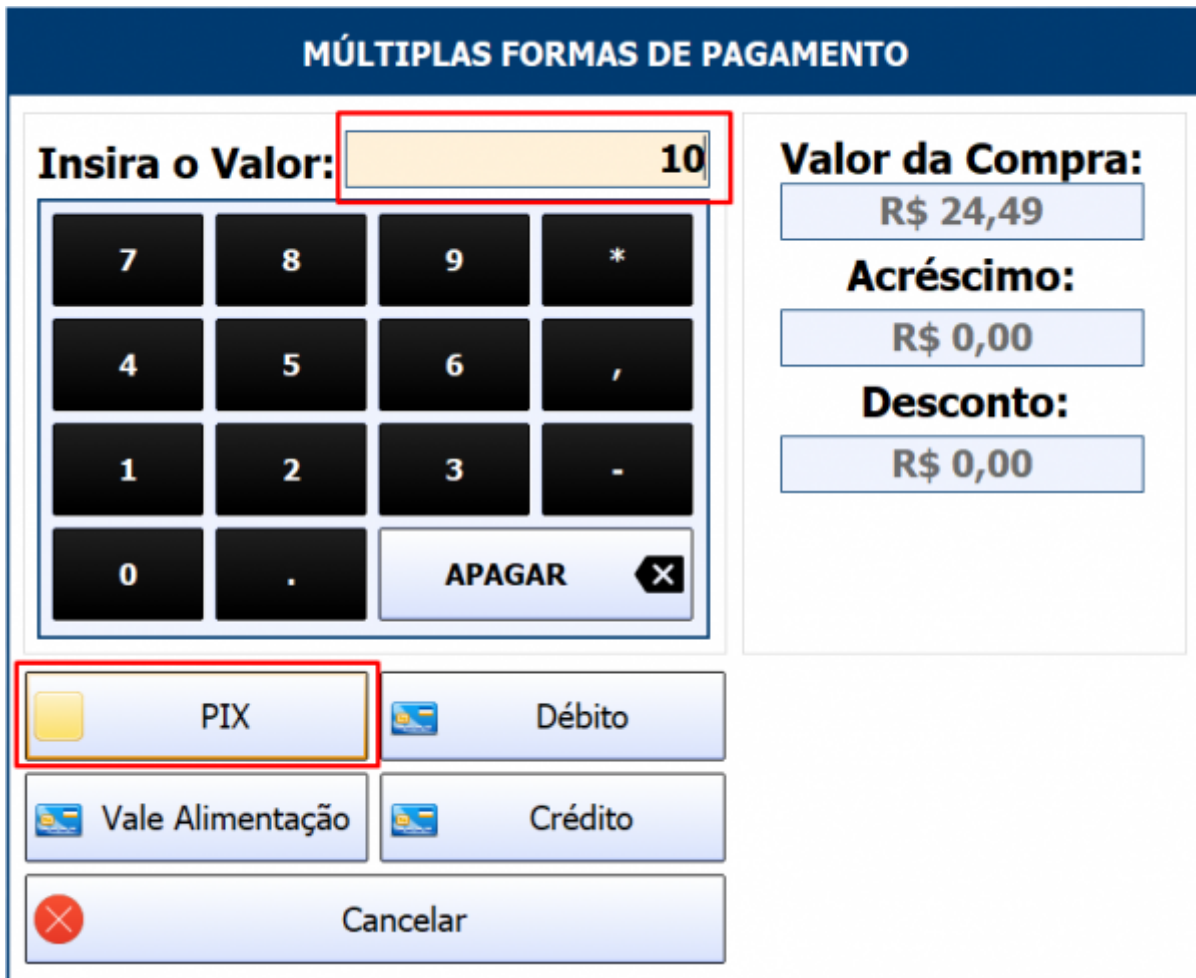 MÚLTIPLAS FORMAS DE PAGAMENTO
Insira o Valor: 10
7 8 9 *
4 5 6 ,
1 2 3 -
0 . APAGAR
Valor da Compra:
R$ 24,49
Acréscimo:
R$ 0,00
Desconto:
R$ 0,00
PIX Débito
Vale Alimentação Crédito
Cancelar